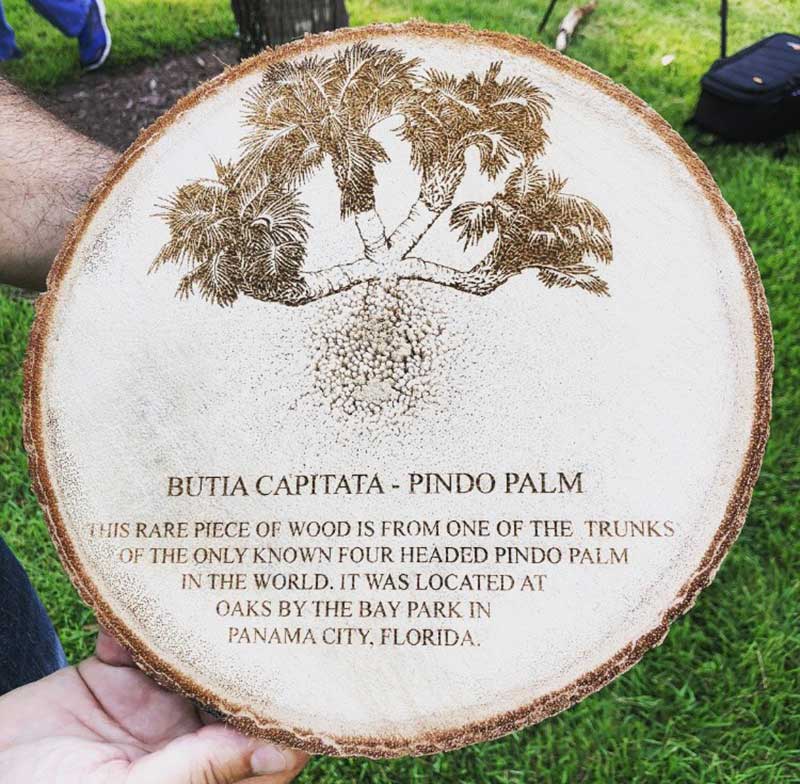 BUTIA CAPITATA - PINDO PALM
THIS RARE PIECE OF WOOD IS FROM ONE OF THE TRUNKS
OF THE ONLY KNOWN FOUR HEADED PINDO PALM
IN THE WORLD. IT WAS LOCATED AT
OAKS BY THE BAY PARK IN
PANAMA CITY, FLORIDA.